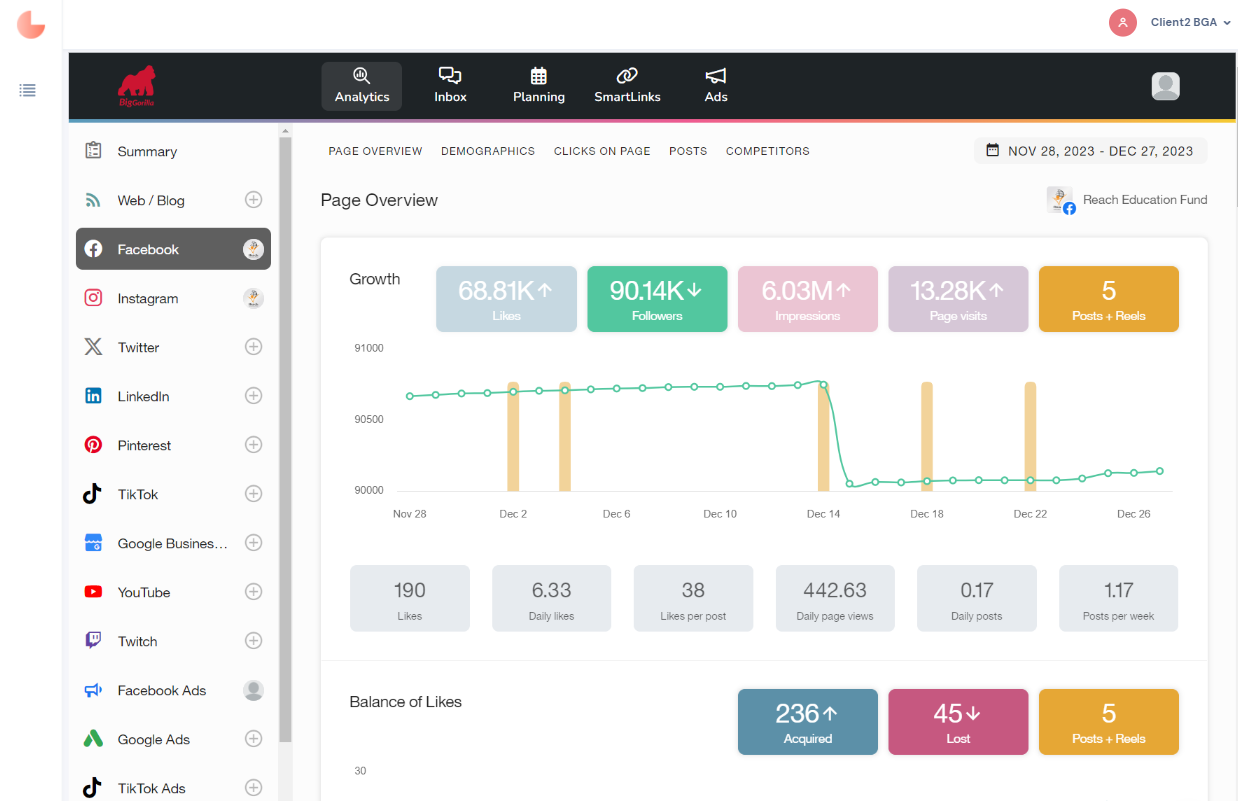 Client2 BGA
BigGorilla
Analytics
Inbox
Planning
SmartLinks
Ads
Summary
Web / Blog
Facebook
Instagram
Twitter
LinkedIn
Pinterest
TikTok
Google Busines...
YouTube
Twitch
Facebook Ads
Google Ads
TikTok Ads
PAGE OVERVIEW DEMOGRAPHICS CLICKS ON PAGE POSTS COMPETITORS
NOV 28, 2023 - DEC 27, 2023
Page Overview
Reach Education Fund
Growth
68.81K
Likes
90.14K
Followers
6.03M
Impressions
13.28K
Page visits
5
Posts + Reels
91000
90500
90000
Nov 28 Dec 2 Dec 6 Dec 10 Dec 14 Dec 18 Dec 22 Dec 26
190
Likes
6.33
Daily likes
38
Likes per post
442.63
Daily page views
0.17
Daily posts
1.17
Posts per week
Balance of Likes
236
Acquired
45
Lost
5
Posts + Reels
30